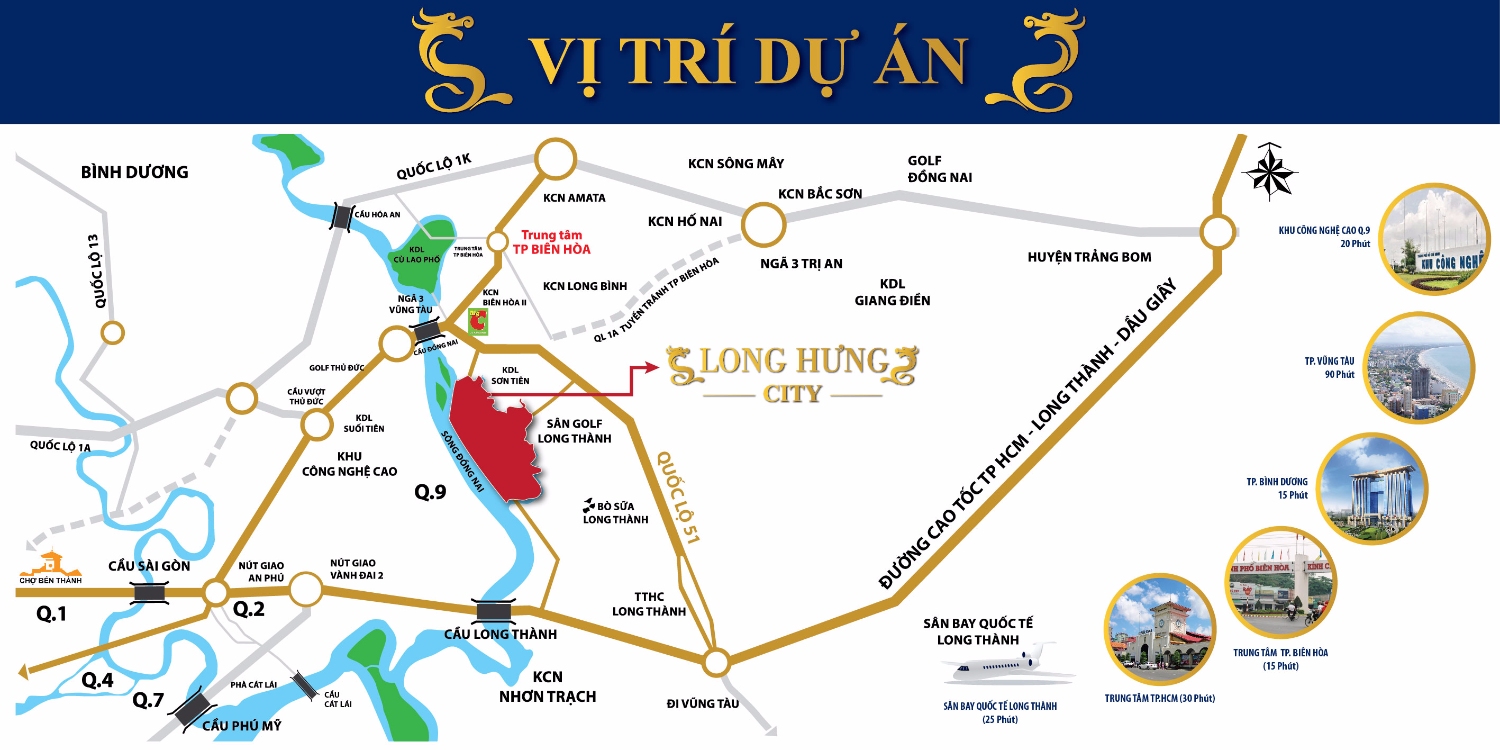 VỊ TRÍ DỰ ÁN
BÌNH DƯƠNG
QUỐC LỘ 1K
KCN SÔNG MÂY
GOLF
ĐỒNG NAI
KCN AMATA
KCN BẮC SƠN
CẦU HÓA AN
KCN HỐ NAI
QUỐC LỘ 13
Trung tâm
TP BIÊN HÒA
TRUNG TÂM
TP BIÊN HÒA
KDL
CÙ LAO PHỐ
NGÃ 3 TRỊ AN
HUYỆN TRẢNG BOM
KHU CÔNG NGHỆ CAO Q.9
20 Phút
KHU CÔNG NGHỆ
KCN LONG BÌNH
KCN
BIÊN HÒA II
NGÃ 3
VŨNG TÀU
QL 1A TUYẾN TRÁNH TP BIÊN HÒA
KDL
GIANG ĐIỀN
CẦU ĐỒNG NAI
GOLF THỦ ĐỨC
KDL
SƠN TIÊN
LONG HƯNG
CITY
TP. VŨNG TÀU
90 Phút
CẦU VƯỢT
THỦ ĐỨC
KDL
SUỐI TIÊN
SÂN GOLF
LONG THÀNH
QUỐC LỘ 1A
KHU
CÔNG NGHỆ CAO
SÔNG ĐỒNG NAI
Q.9
QUỐC LỘ 51
BÒ SỮA
LONG THÀNH
ĐƯỜNG CAO TỐC TP HCM - LONG THÀNH - DẦU GIÂY
TP. BÌNH DƯƠNG
15 Phút
CHỢ BẾN THÀNH
CẦU SÀI GÒN
NÚT GIAO
AN PHÚ
NÚT GIAO
VÀNH ĐAI 2
Q.1
Q.2
TTHC
LONG THÀNH
CẦU LONG THÀNH
SÂN BAY QUỐC TẾ
LONG THÀNH
TRUNG TÂM TP. BIÊN HÒA
(15 Phút)
Q.4
Q.7
PHÀ CÁT LÁI
CẦU
CÁT LÁI
CẦU PHÚ MỸ
KCN
NHƠN TRẠCH
ĐI VŨNG TÀU
SÂN BAY QUỐC TẾ LONG THÀNH
(25 Phút)
TRUNG TÂM TP.HCM (30 Phút)